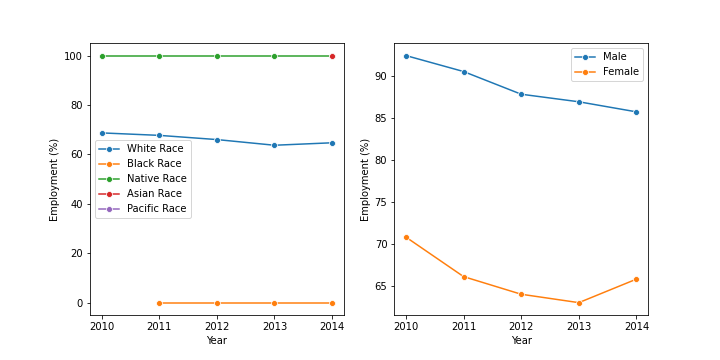 Employment (%)
100
80
60
40
20
0
White Race
Black Race
Native Race
Asian Race
Pacific Race
2010 2011 2012 2013 2014
Year
Employment (%)
90
85
80
75
70
65
Male
Female
2010 2011 2012 2013 2014
Year